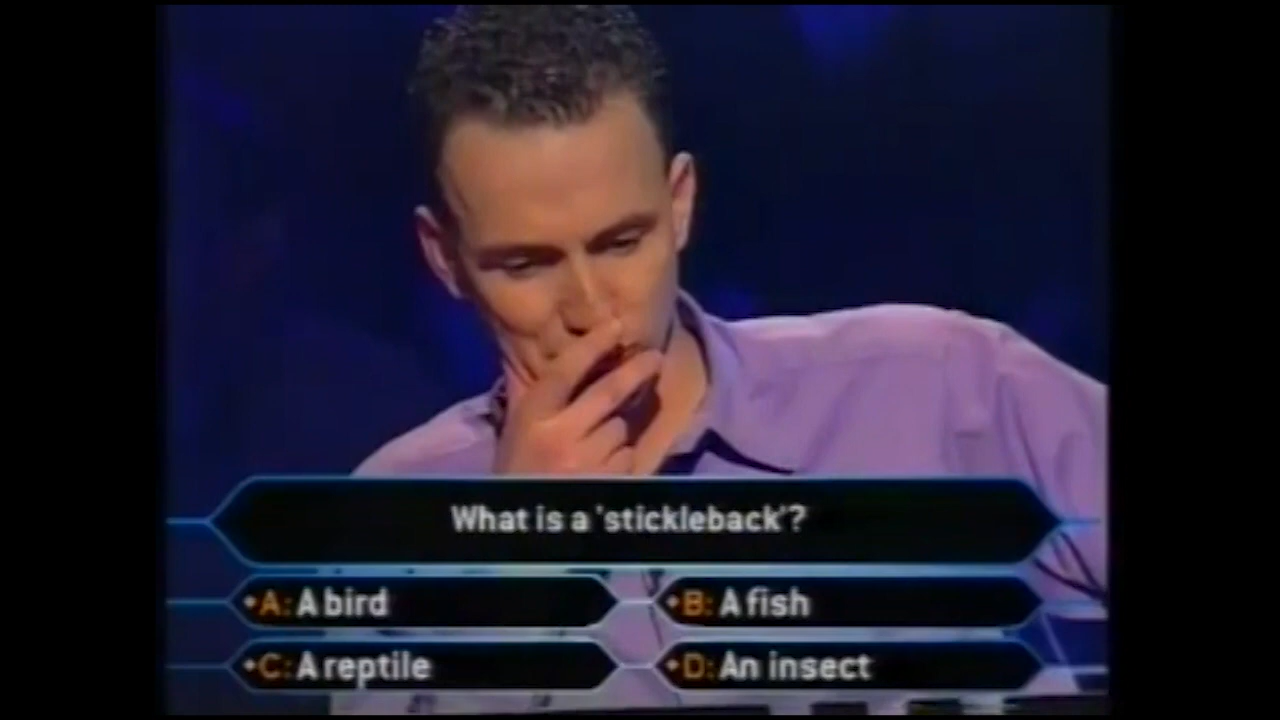 What is a 'stickleback'?
A: A bird
B: A fish
C: A reptile
D: An insect